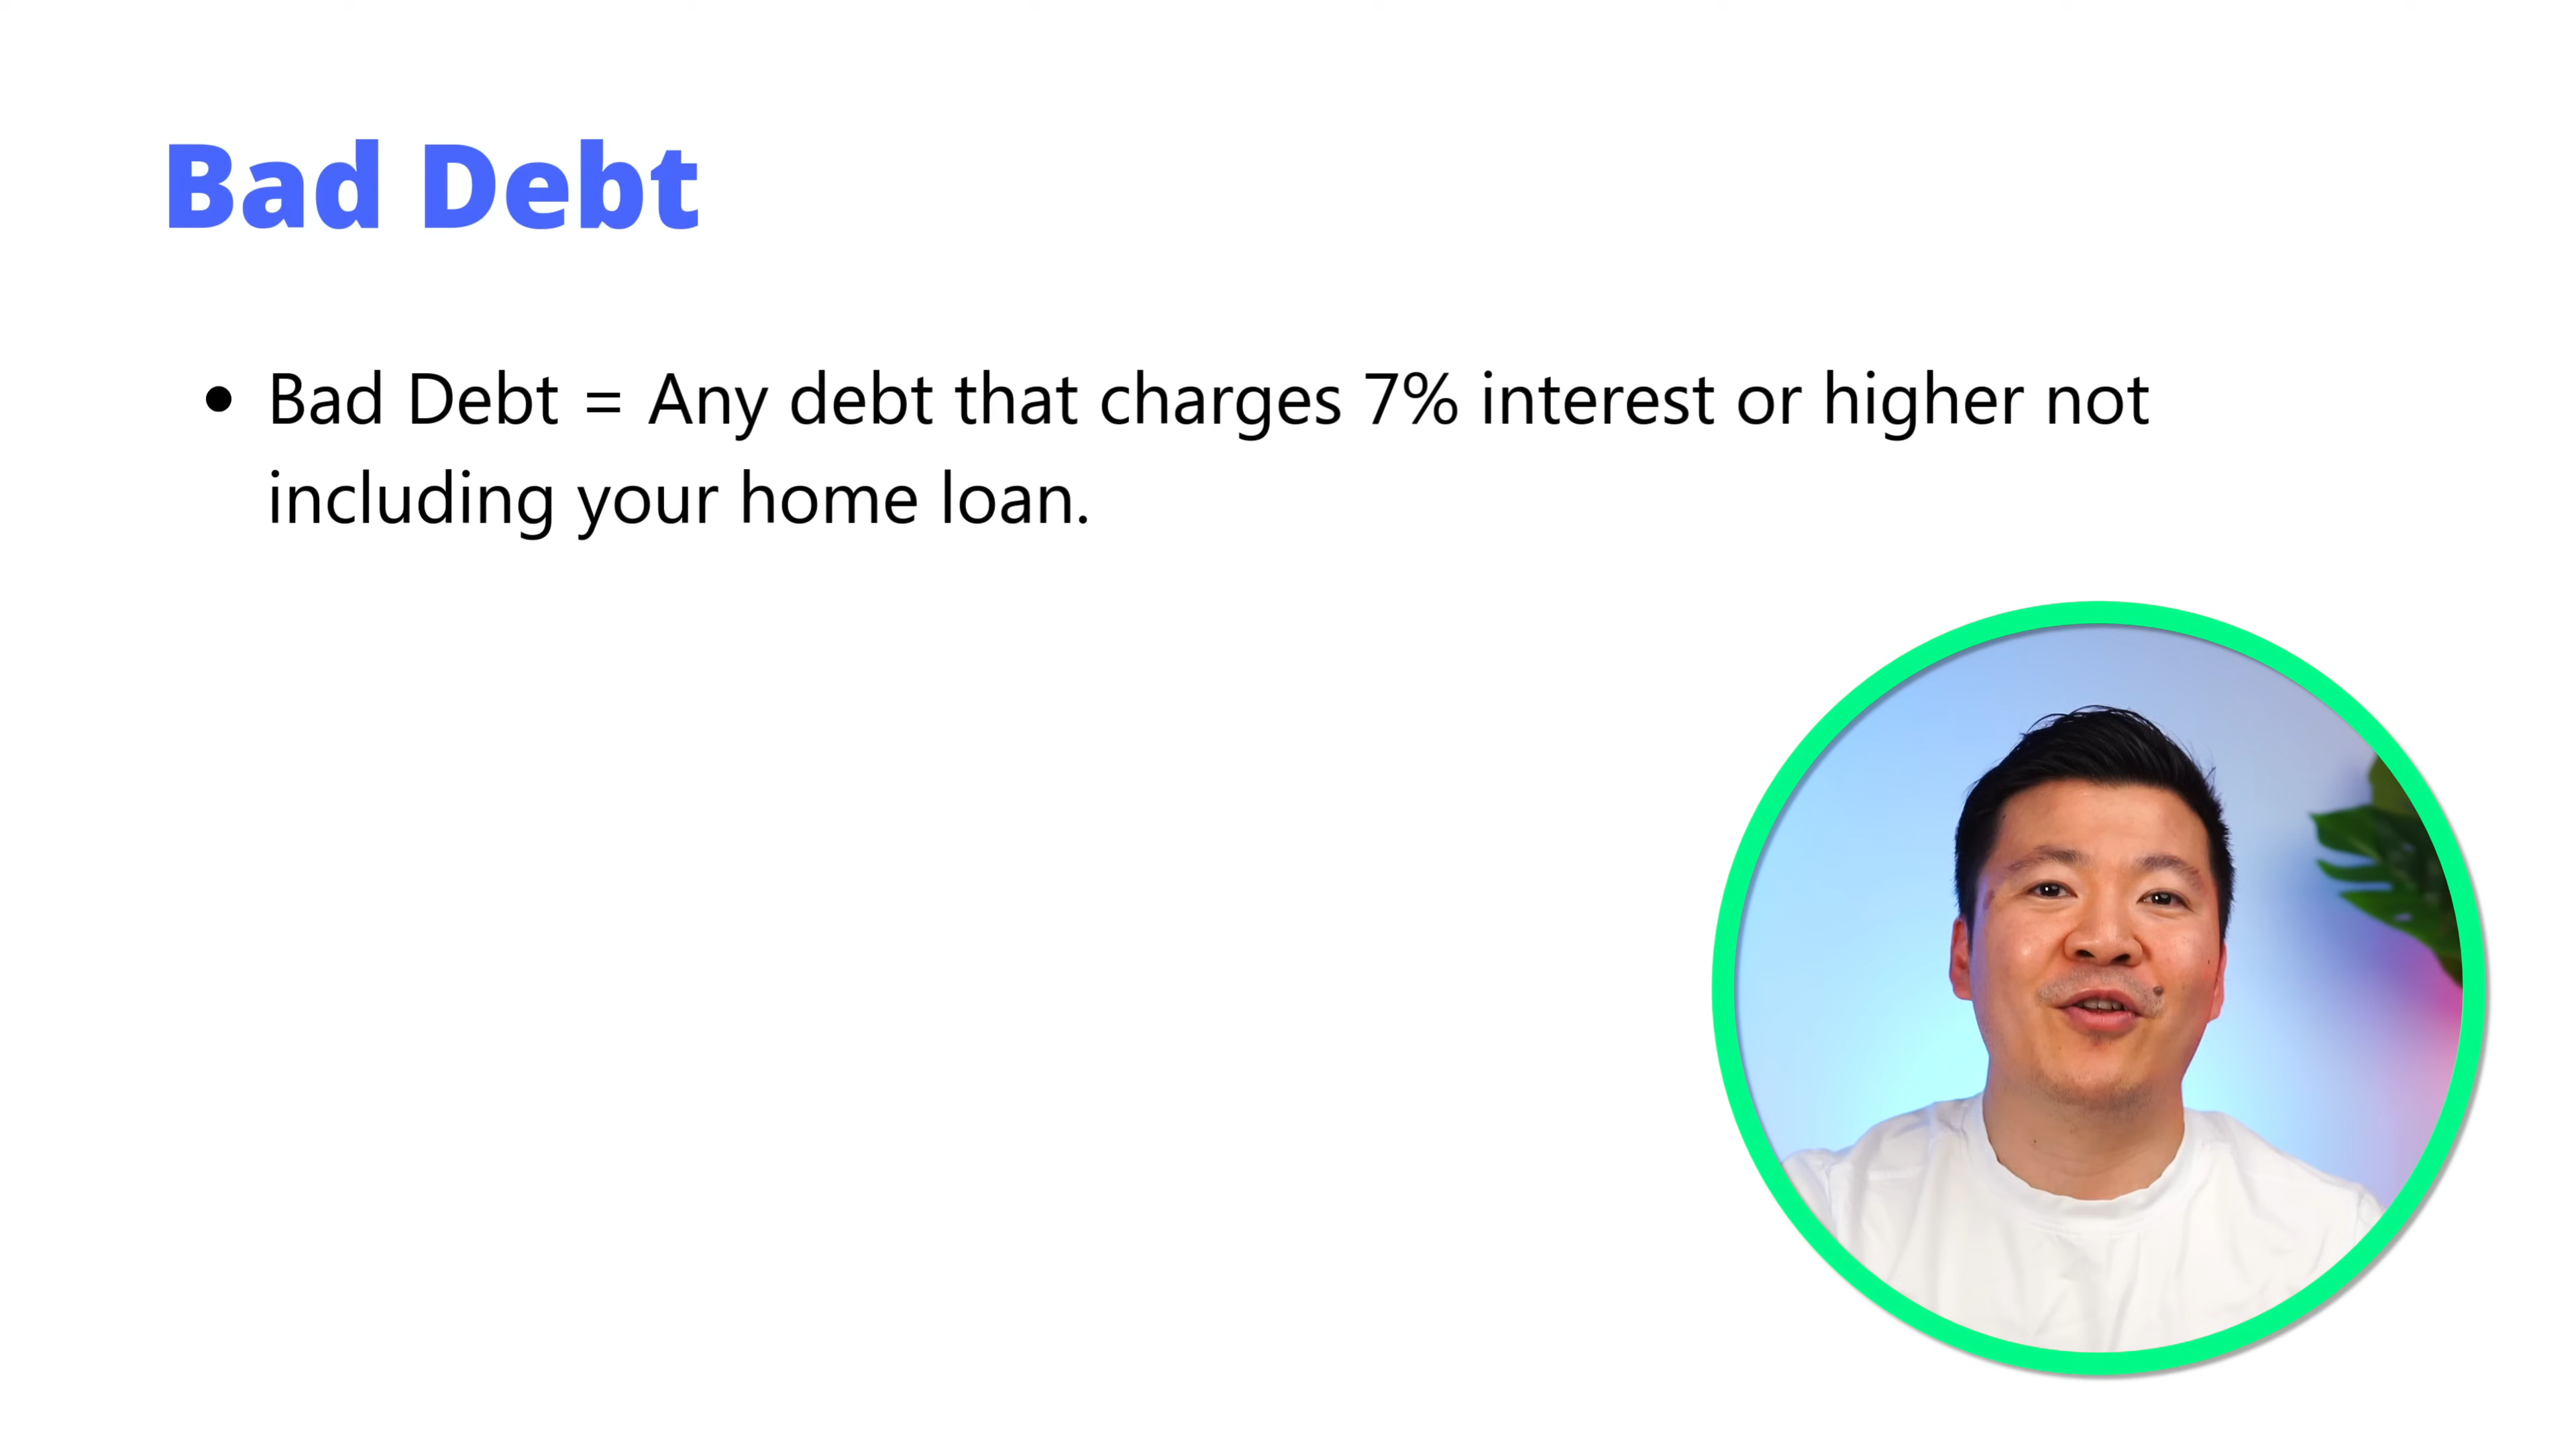 Bad Debt
• Bad Debt = Any debt that charges 7% interest or higher not
including your home loan.